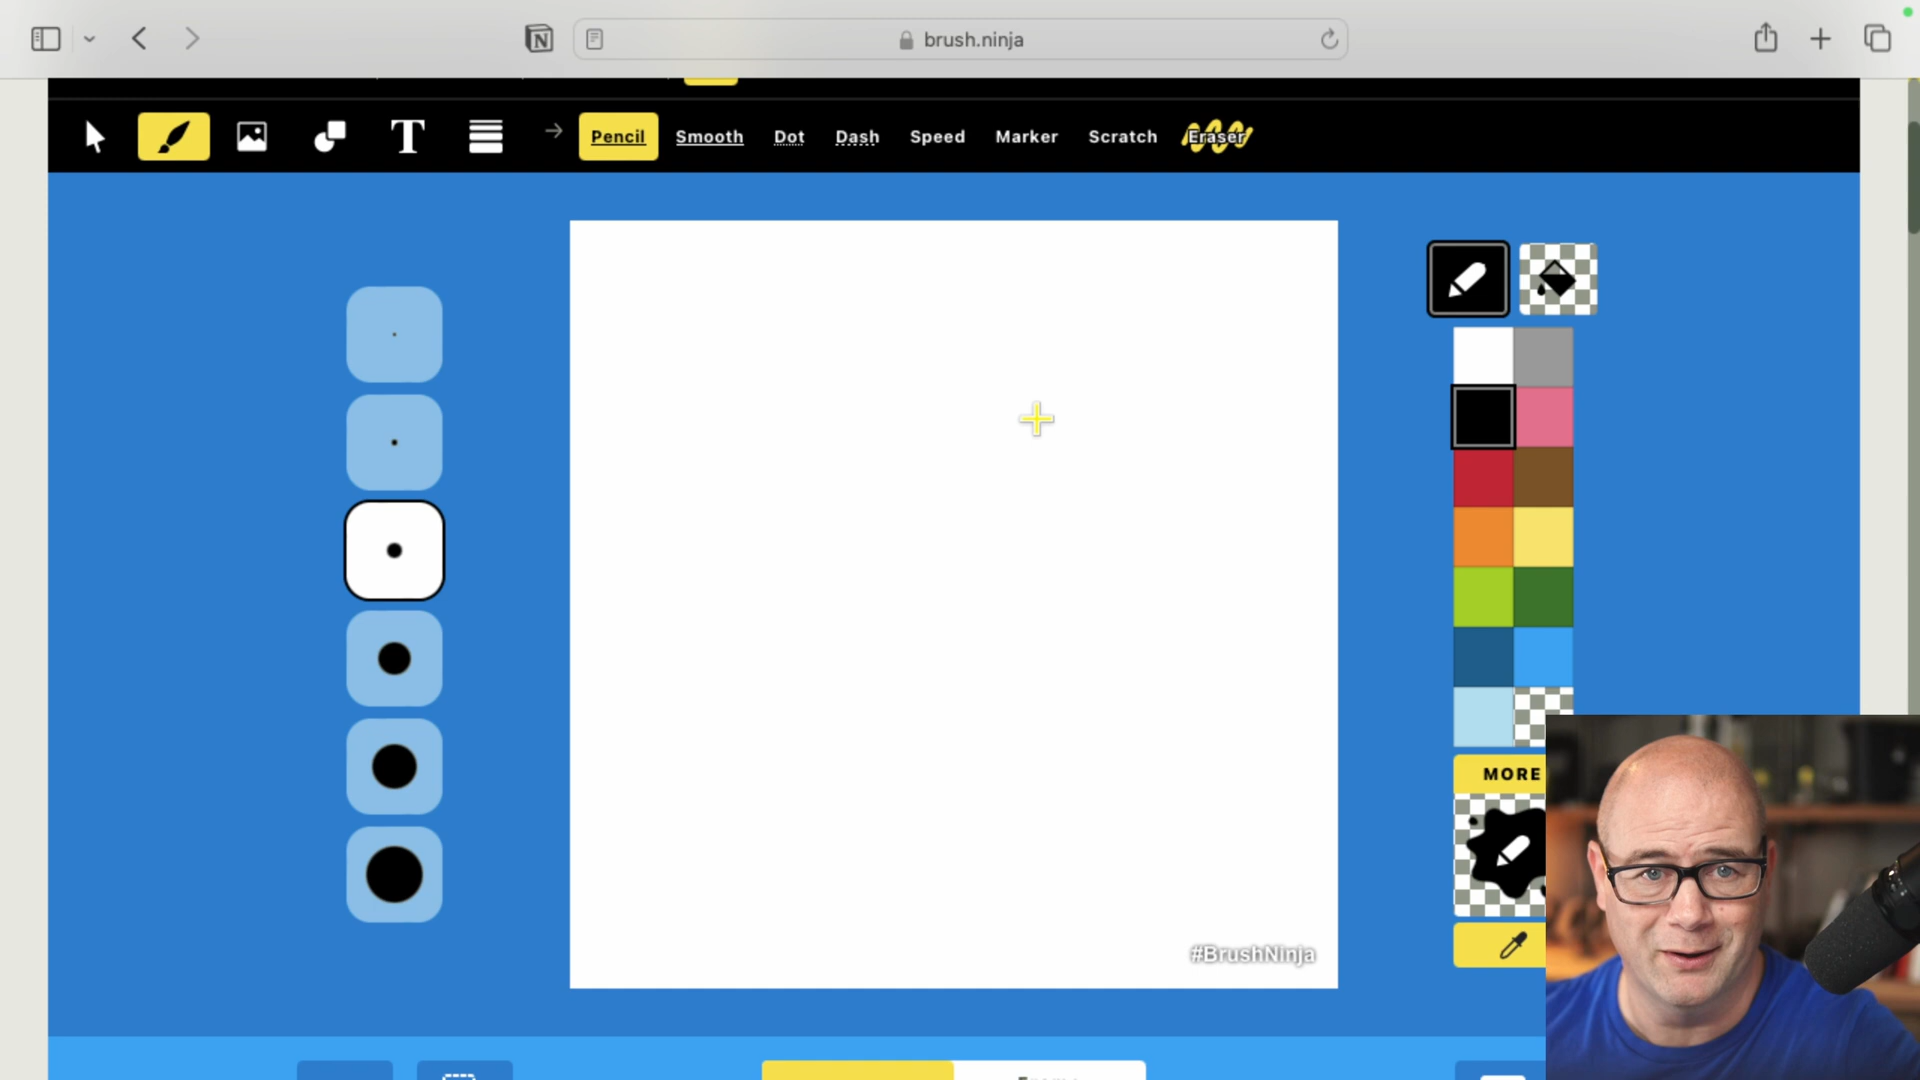 brush.ninja
T
Pencil Smooth Dot Dash Speed Marker Scratch Eraser
MORE
#BrushNinja